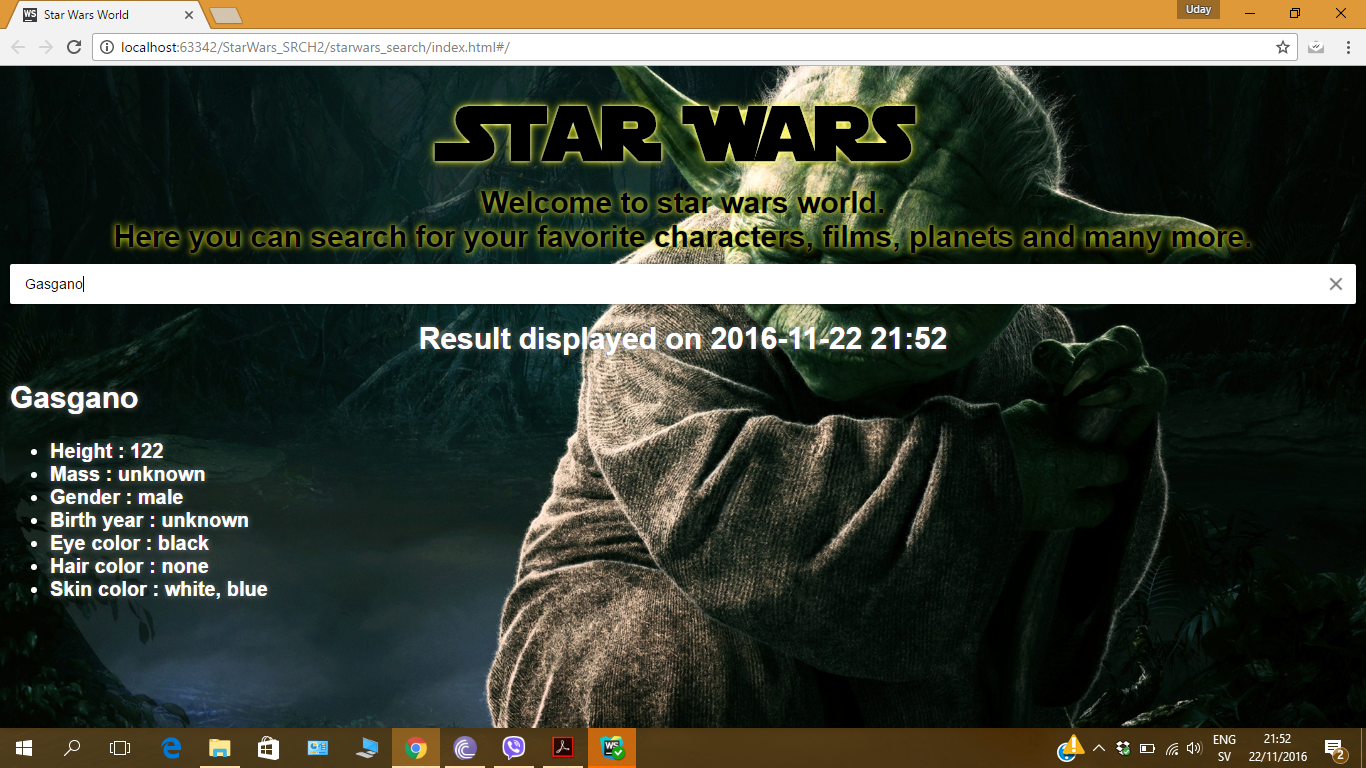 Star Wars World
Uday
localhost:63342/StarWars_SRCH2/starwars_search/index.html#/
STAR WARS
Welcome to star wars world.
Here you can search for your favorite characters, films, planets and many more.
Gasgano
Result displayed on 2016-11-22 21:52
Gasgano
Height : 122
Mass : unknown
Gender : male
Birth year : unknown
Eye color : black
Hair color : none
Skin color : white, blue
ENG
SV
21:52
22/11/2016
2
WS
WS